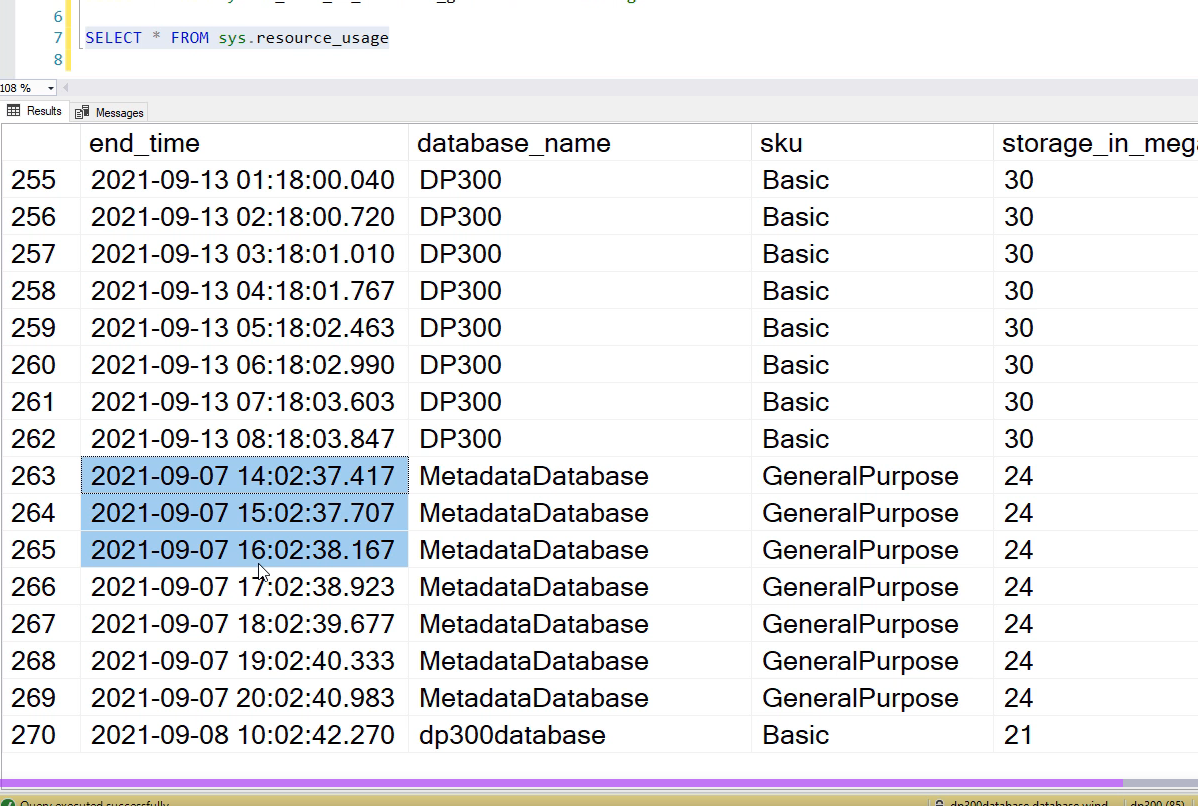 6
7 SELECT * FROM sys.resource_usage
8
108 %
Results Messages
end_time database_name sku storage_in_mega
255 2021-09-13 01:18:00.040 DP300 Basic 30
256 2021-09-13 02:18:00.720 DP300 Basic 30
257 2021-09-13 03:18:01.010 DP300 Basic 30
258 2021-09-13 04:18:01.767 DP300 Basic 30
259 2021-09-13 05:18:02.463 DP300 Basic 30
260 2021-09-13 06:18:02.990 DP300 Basic 30
261 2021-09-13 07:18:03.603 DP300 Basic 30
262 2021-09-13 08:18:03.847 DP300 Basic 30
263 2021-09-07 14:02:37.417 MetadataDatabase GeneralPurpose 24
264 2021-09-07 15:02:37.707 MetadataDatabase GeneralPurpose 24
265 2021-09-07 16:02:38.167 MetadataDatabase GeneralPurpose 24
266 2021-09-07 17:02:38.923 MetadataDatabase GeneralPurpose 24
267 2021-09-07 18:02:39.677 MetadataDatabase GeneralPurpose 24
268 2021-09-07 19:02:40.333 MetadataDatabase GeneralPurpose 24
269 2021-09-07 20:02:40.983 MetadataDatabase GeneralPurpose 24
270 2021-09-08 10:02:42.270 dp300database Basic 21
Query executed successfully dp300database.database.wind... dp300 (85)